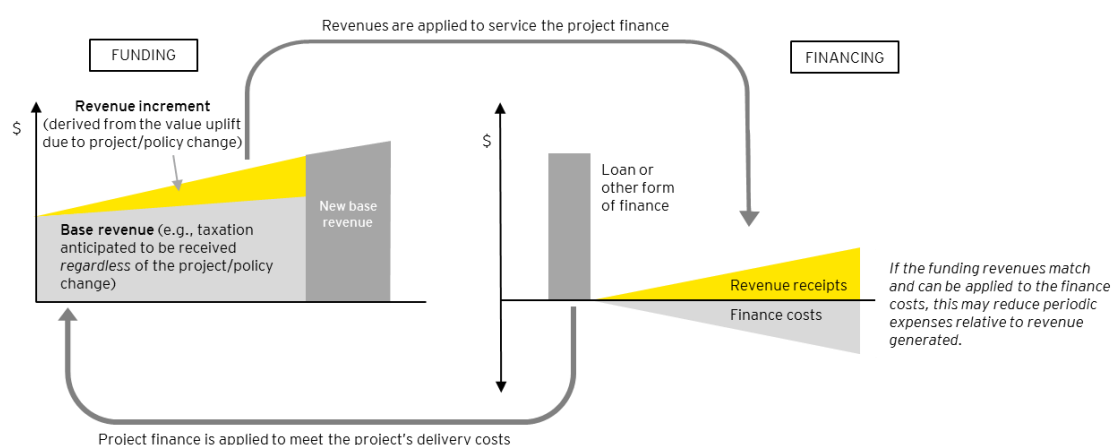 Revenues are applied to service the project finance
FUNDING
FINANCING
Revenue increment
(derived from the value uplift
due to project/policy change)
$
Base revenue (e.g., taxation
anticipated to be received
regardless of the project/policy
change)
New base
revenue
$
Loan or
other form
of finance
Revenue receipts
Finance costs
If the funding revenues match
and can be applied to the finance
costs, this may reduce periodic
expenses relative to revenue
generated.
Project finance is applied to meet the project's delivery costs